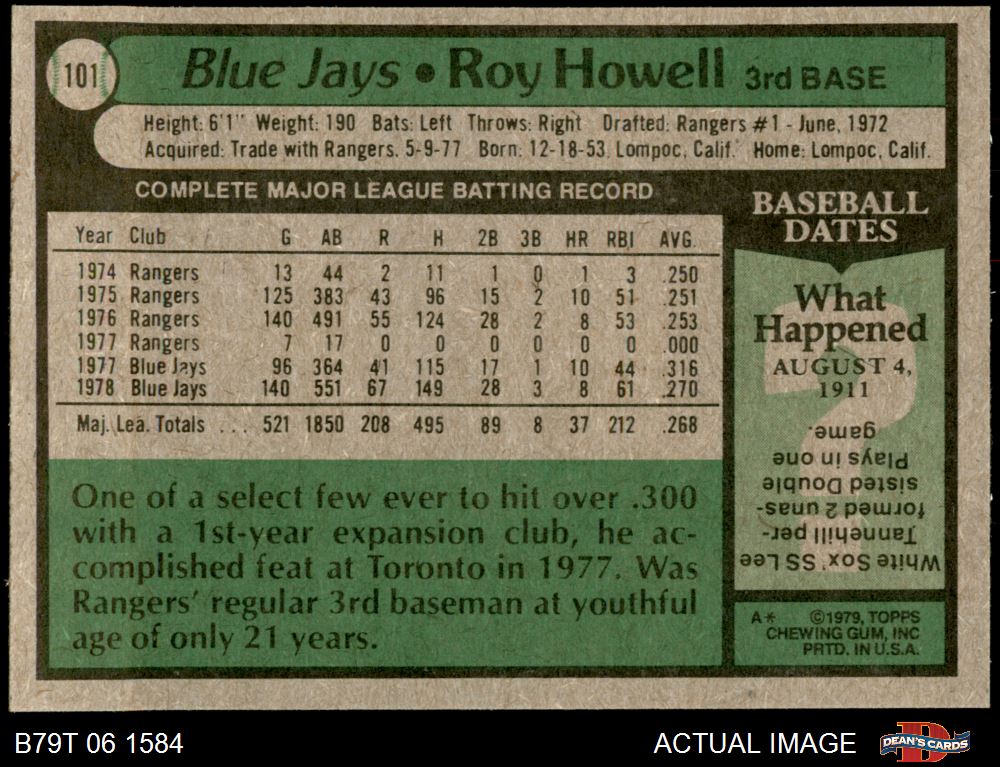 101
Blue Jays • Roy Howell 3rd BASE
Height: 6'1" Weight: 190 Bats: Left Throws: Right Drafted: Rangers #1 - June, 1972
Acquired: Trade with Rangers. 5-9-77 Born: 12-18-53, Lompoc, Calif. Home: Lompoc, Calif.
COMPLETE MAJOR LEAGUE BATTING RECORD
Year Club G AB R H 2B 3B HR RBI AVG.
1974 Rangers 13 44 2 11 1 0 1 3 .250
1975 Rangers 125 383 43 96 15 2 10 51 .251
1976 Rangers 140 491 55 124 28 2 8 53 .253
1977 Rangers 7 17 0 0 0 0 0 0 .000
1977 Blue Jays 96 364 41 115 17 1 10 44 .316
1978 Blue Jays 140 551 67 149 28 3 8 61 .270
Maj. Lea. Totals . . . 521 1850 208 495 89 8 37 212 .268
One of a select few ever to hit over .300
with a 1st-year expansion club, he ac-
complished feat at Toronto in 1977. Was
Rangers' regular 3rd baseman at youthful
age of only 21 years.
BASEBALL
DATES
What
Happened
AUGUST 4,
1911
?
White Sox' SS Lee
Tannehill per-
formed 2 unas-
sisted Double
Plays in one
game.
A* ©1979, TOPPS
CHEWING GUM, INC
PRTD. IN U.S.A.
B79T 06 1584
ACTUAL IMAGE
D
DEAN'S CARDS